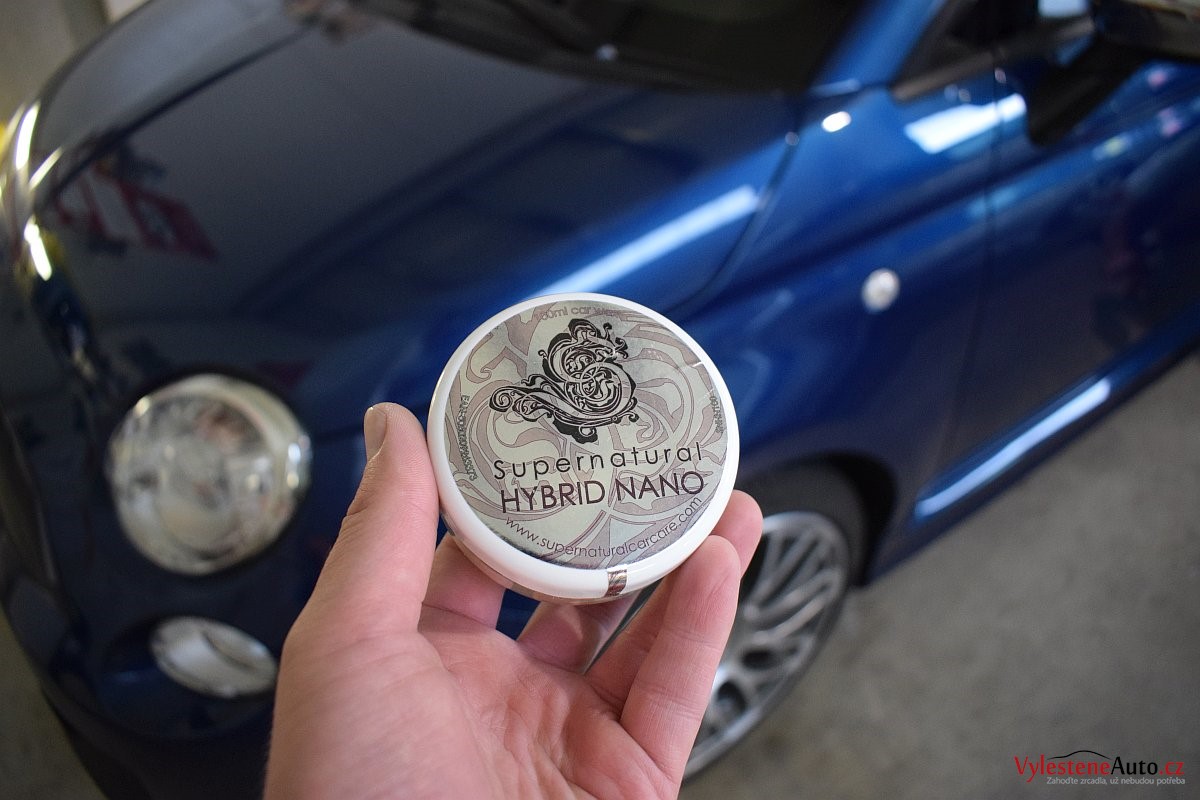 Supernatural
HYBRID NANO
www.supernaturalcarcare.com
VylesteneAuto.cz
Zahoďte zrcadla, už nebudou potřeba